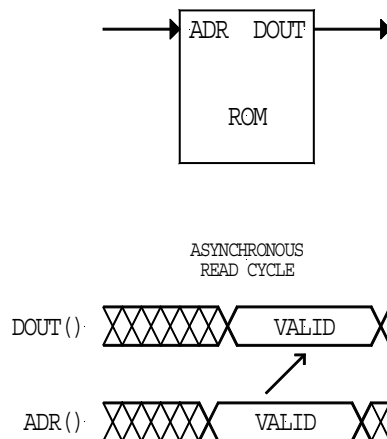 ADR DOUT
ROM
ASYNCHRONOUS
READ CYCLE
DOUT() VALID
ADR() VALID